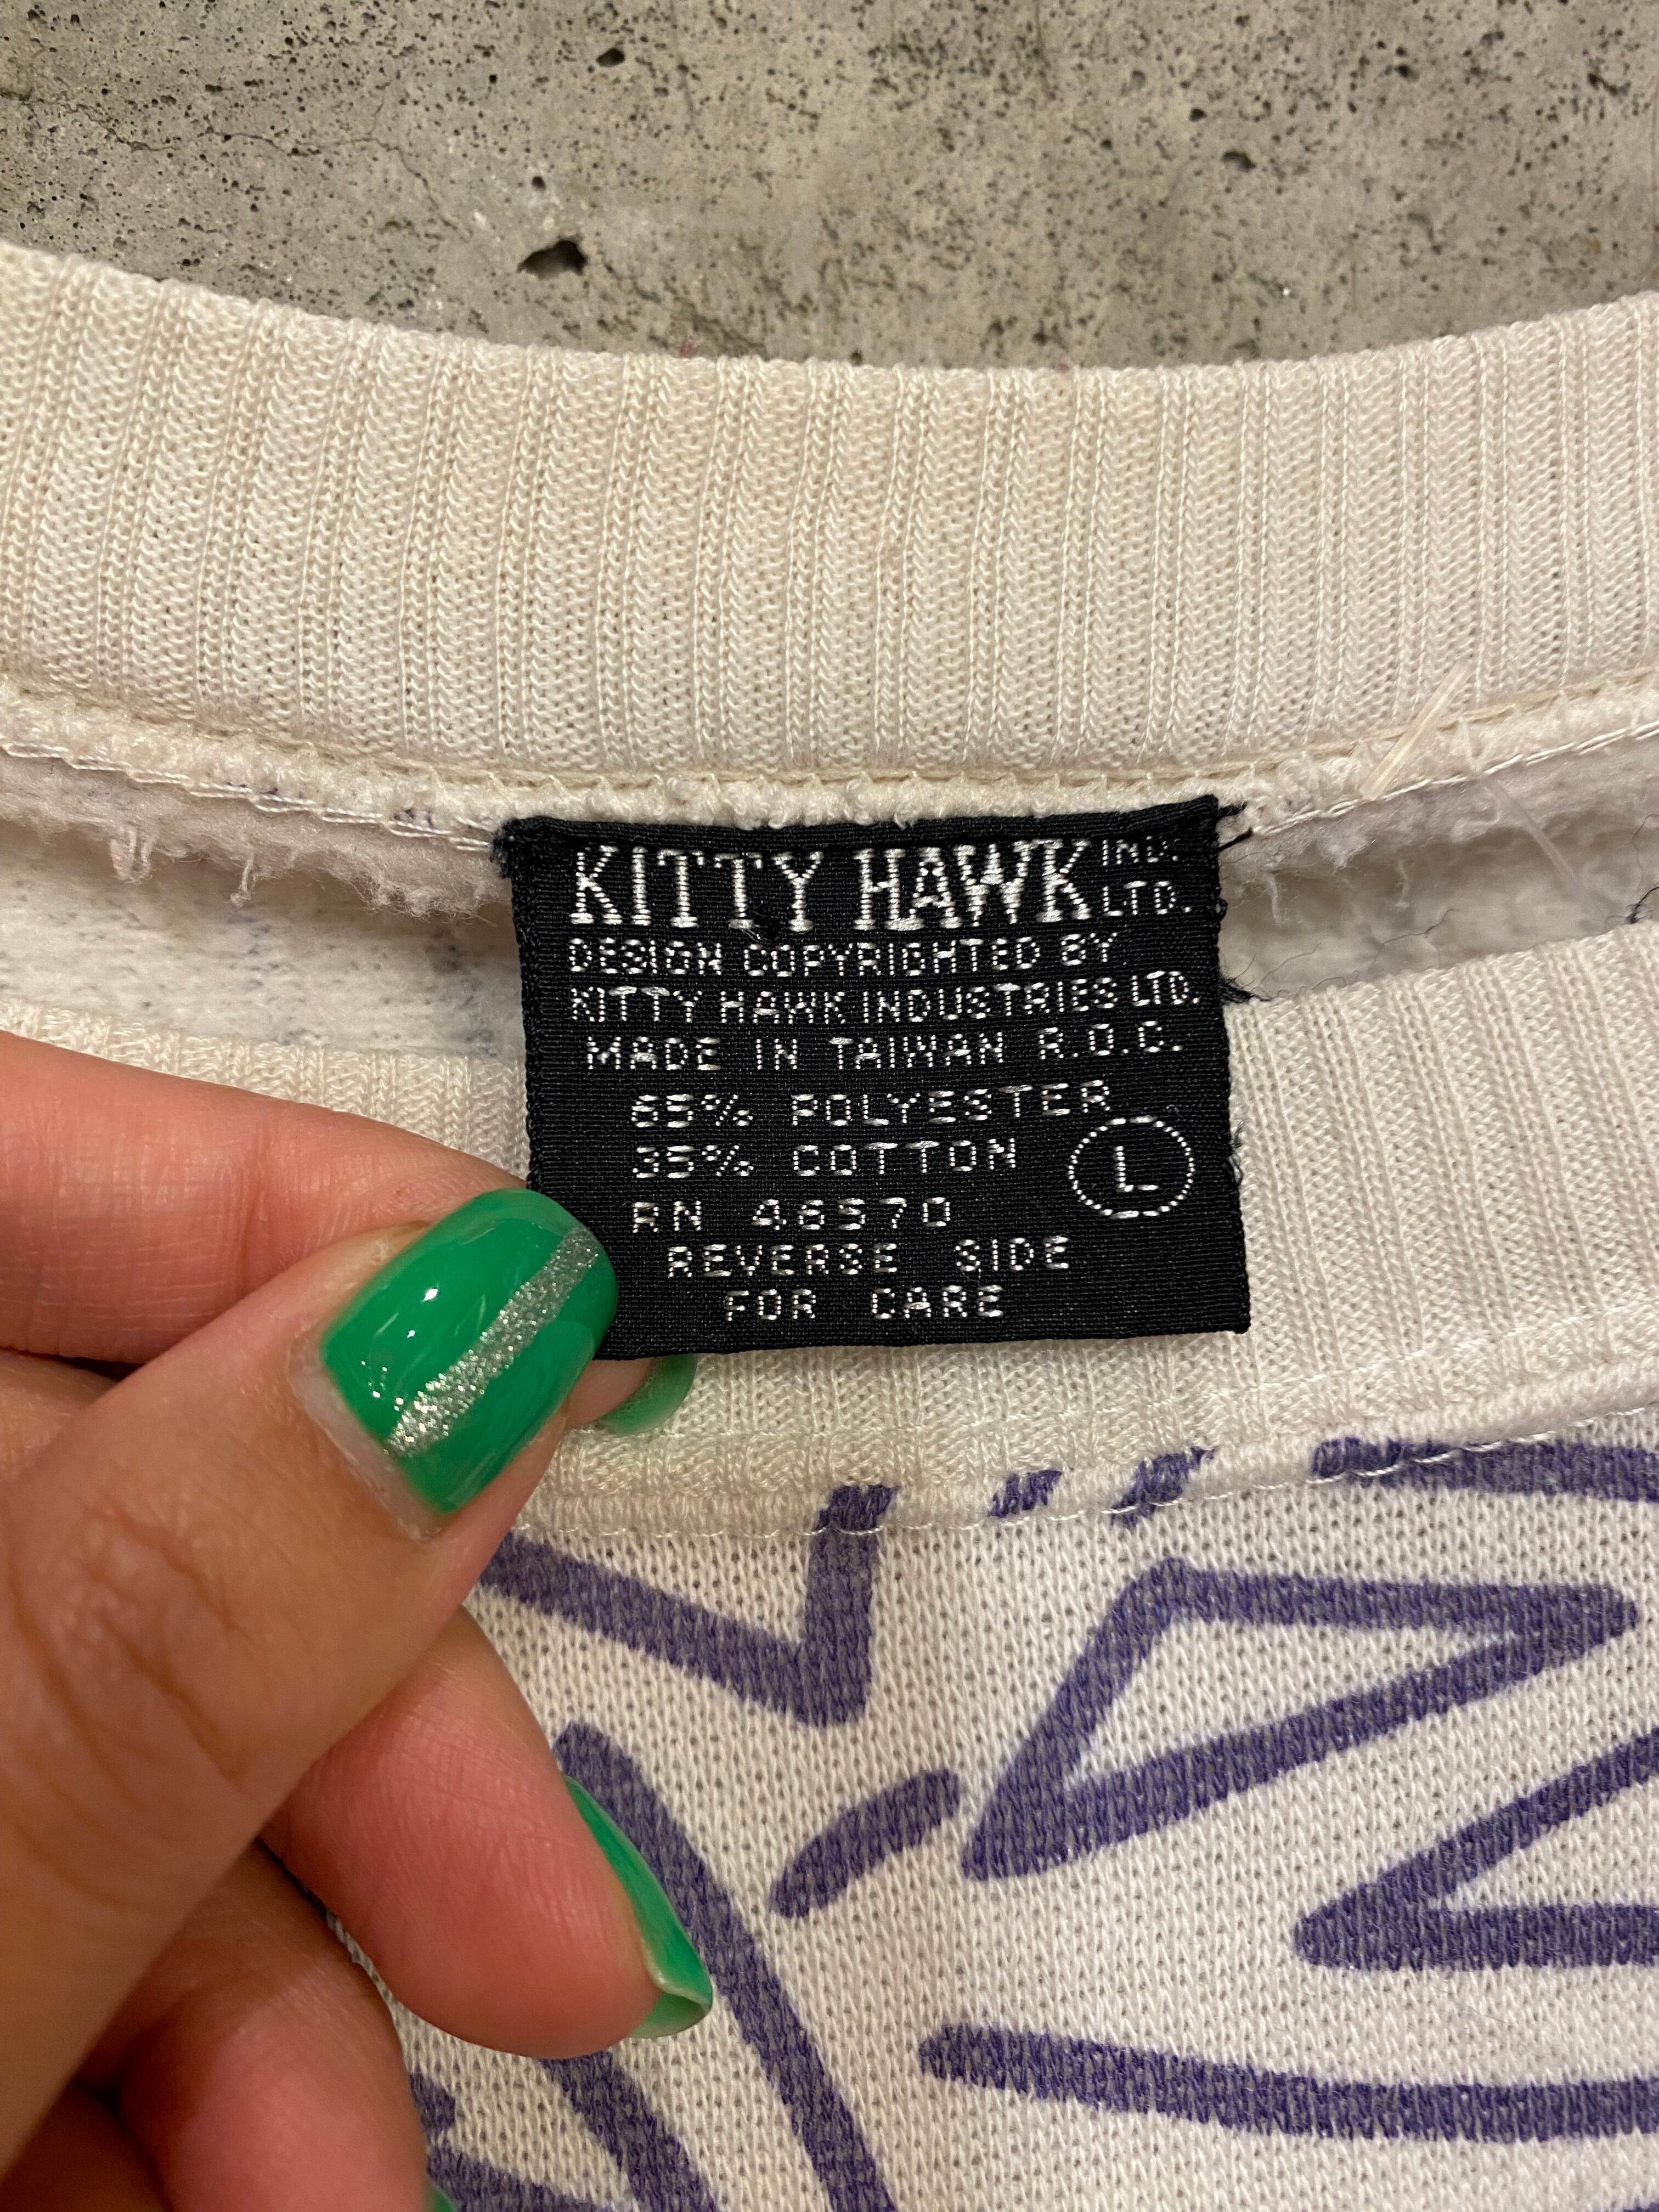 KITTY HAWK IND. LTD.
DESIGN COPYRIGHTED BY
KITTY HAWK INDUSTRIES LTD.
MADE IN TAIWAN R.O.C.
65% POLYESTER
35% COTTON
L
RN 46570
REVERSE SIDE
FOR CARE